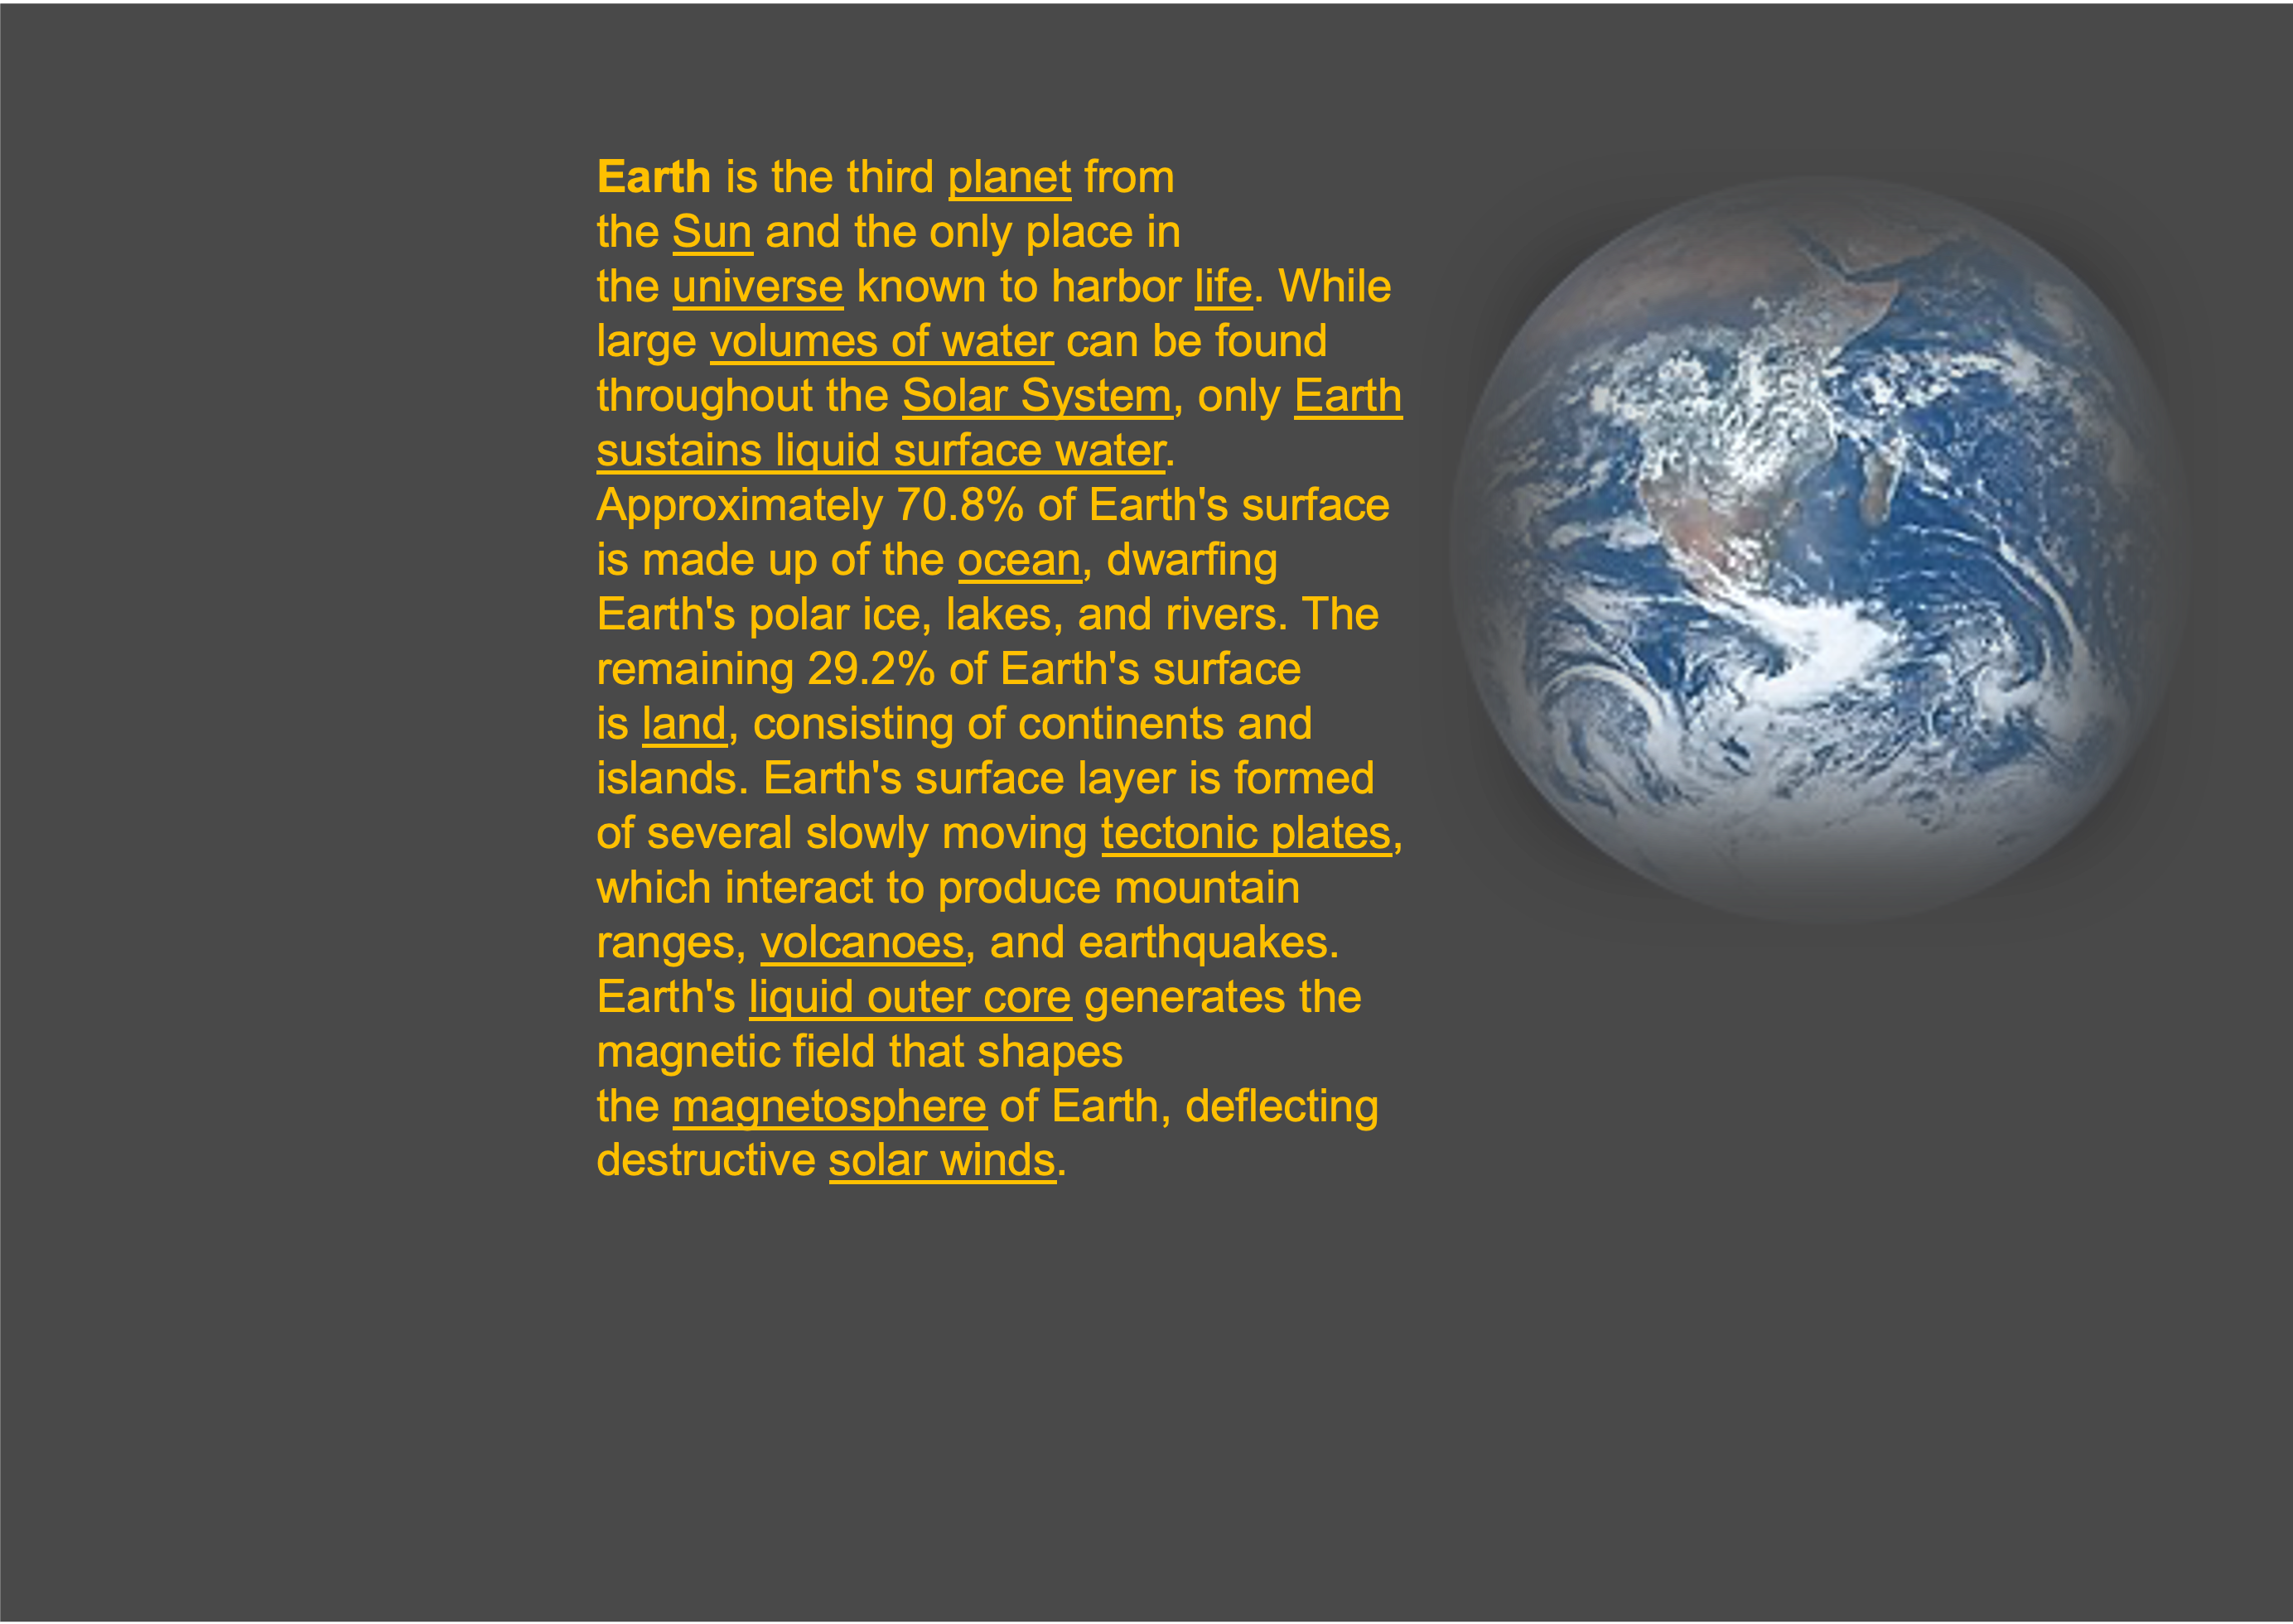 Earth is the third planet from
the Sun and the only place in
the universe known to harbor life. While
large volumes of water can be found
throughout the Solar System, only Earth
sustains liquid surface water.
Approximately 70.8% of Earth's surface
is made up of the ocean, dwarfing
Earth's polar ice, lakes, and rivers. The
remaining 29.2% of Earth's surface
is land, consisting of continents and
islands. Earth's surface layer is formed
of several slowly moving tectonic plates,
which interact to produce mountain
ranges, volcanoes, and earthquakes.
Earth's liquid outer core generates the
magnetic field that shapes
the magnetosphere of Earth, deflecting
destructive solar winds.